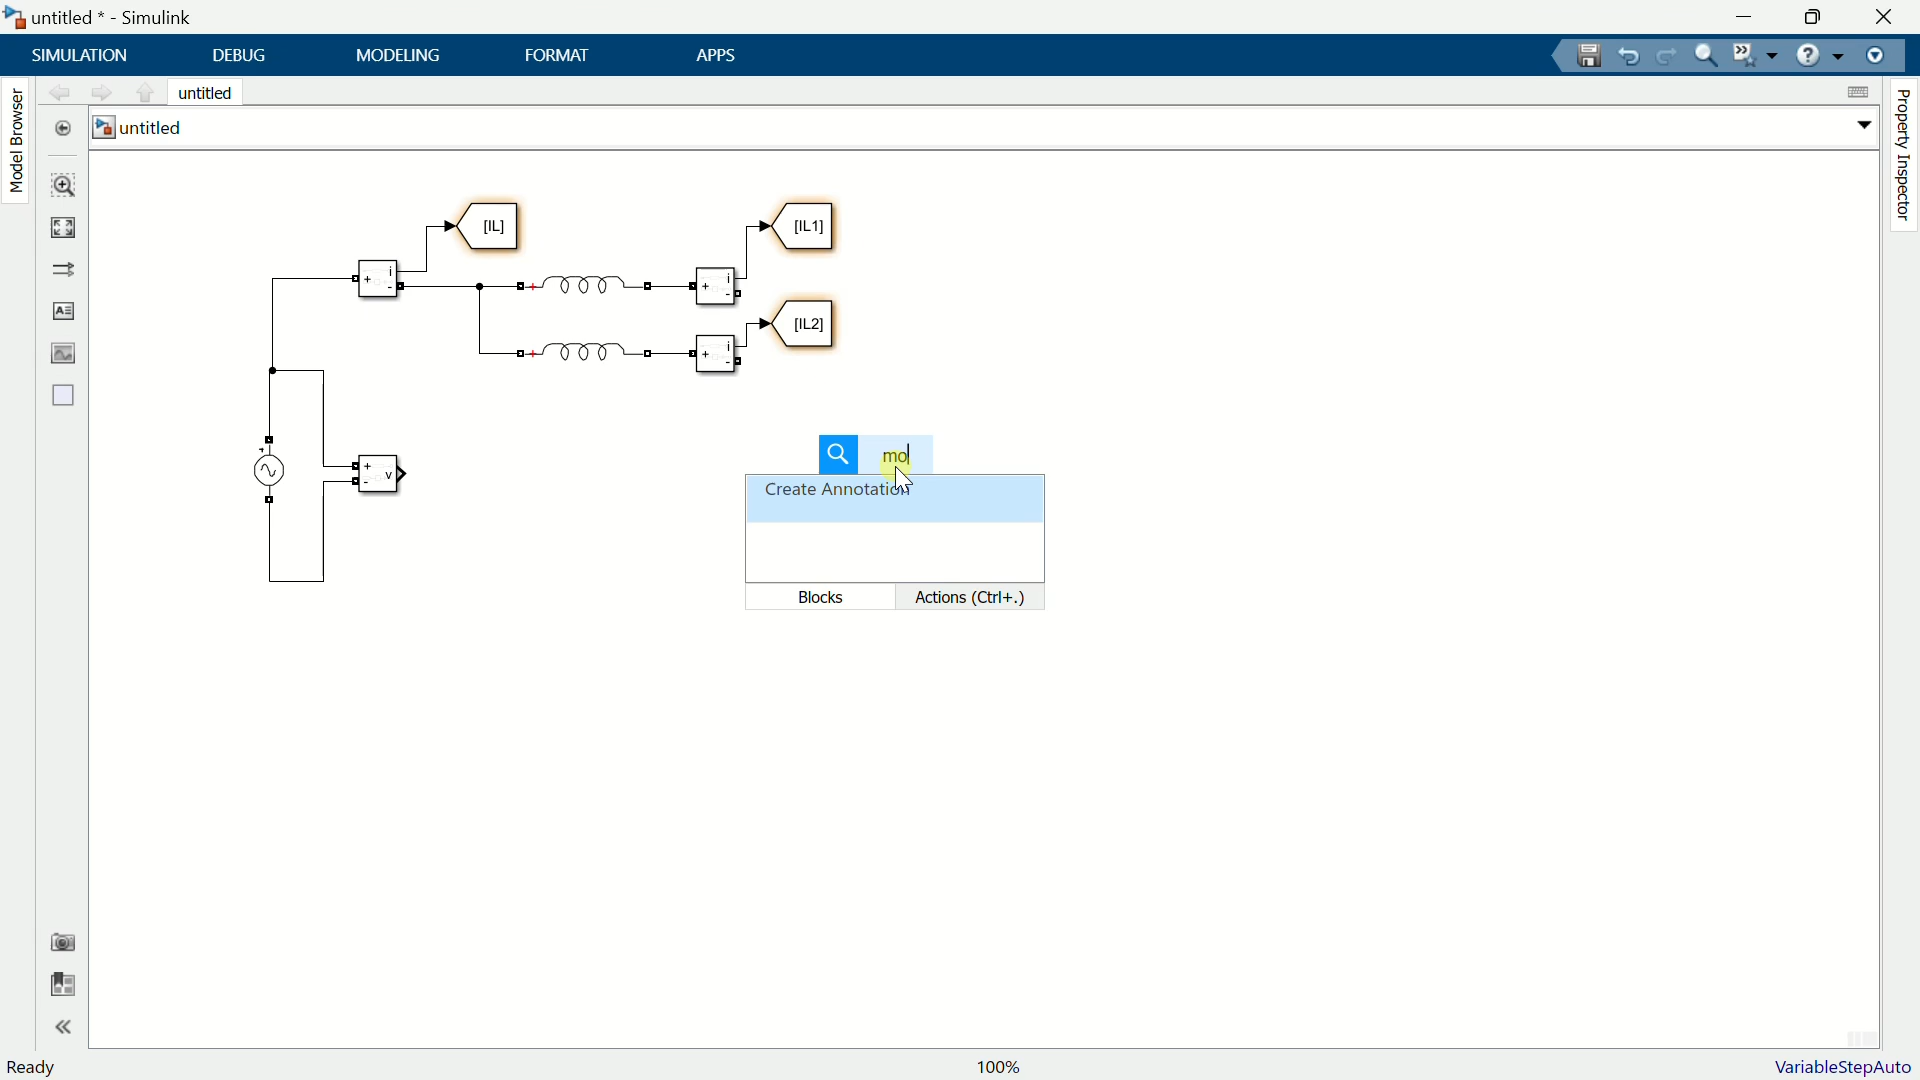 untitled * - Simulink
SIMULATION DEBUG MODELING FORMAT APPS
untitled
Model Browser
Property Inspector
untitled
[IL]
[IL1]
i
+
-
i
+
-
[IL2]
i
+
-
+
v
-
mo
Create Annotation
Blocks Actions (Ctrl+.)
Ready 100% VariableStepAuto